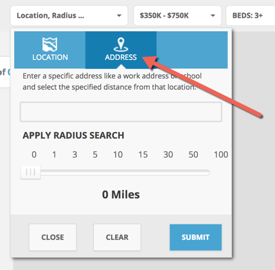 Location, Radius ... $350K - $750K BEDS: 3+
LOCATION ADDRESS
of
Enter a specific address like a work address or school
and select the specified distance from that location.
APPLY RADIUS SEARCH
0 1 3 5 10 15 30 50 100
0 Miles
CLOSE CLEAR SUBMIT